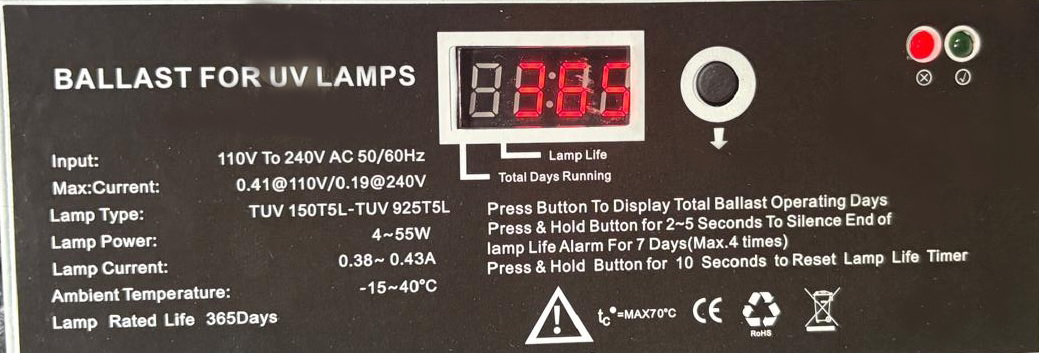 BALLAST FOR UV LAMPS
Lamp Life
Total Days Running
Input: 110V To 240V AC 50/60Hz
Max:Current: 0.41@110V/0.19@240V
Lamp Type: TUV 150T5L-TUV 925T5L
Lamp Power: 4~55W
Lamp Current: 0.38~ 0.43A
Ambient Temperature: -15~40°C
Lamp Rated Life 365Days
Press Button To Display Total Ballast Operating Days
Press & Hold Button for 2~5 Seconds To Silence End of
lamp Life Alarm For 7 Days(Max.4 times)
Press & Hold Button for 10 Seconds to Reset Lamp Life Timer
tc°=MAX70°C CE
RoHS